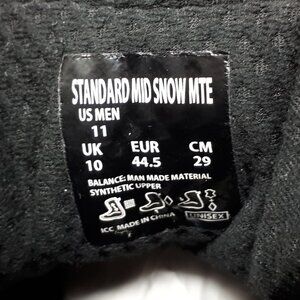 STANDARD MID SNOW MTE
US MEN
11
UK EUR CM
10 44.5 29
BALANCE: MAN MADE MATERIAL
SYNTHETIC UPPER
ICC MADE IN CHINA UNISEX